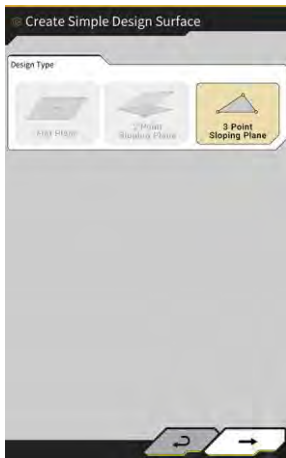 Create Simple Design Surface
Design Type
Flat Plane
2 Point
Sloping Plane
3 Point
Sloping Plane